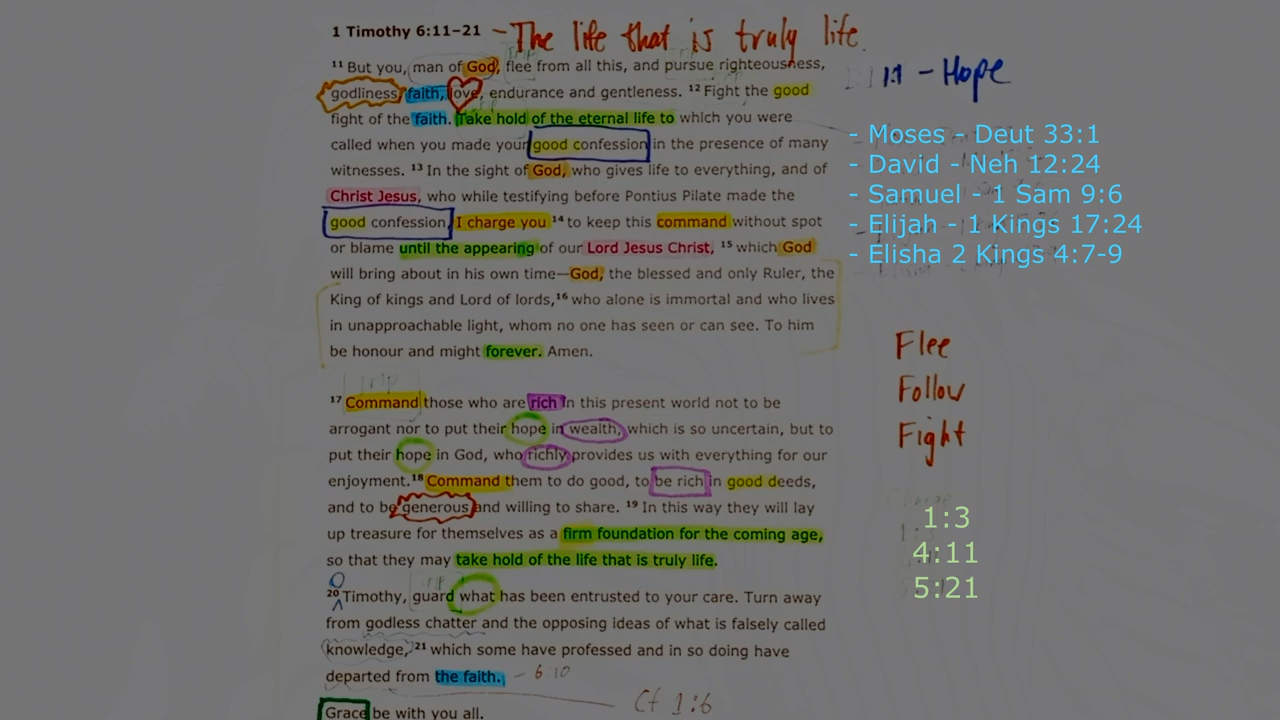 1 Timothy 6:11–21 – The life that is truly life.
11 But you, man of God, flee from all this, and pursue righteousness,
godliness, faith, love, endurance and gentleness. 12 Fight the good
fight of the faith. Take hold of the eternal life to which you were
called when you made your good confession in the presence of many
witnesses. 13 In the sight of God, who gives life to everything, and of
Christ Jesus, who while testifying before Pontius Pilate made the
good confession, I charge you 14 to keep this command without spot
or blame until the appearing of our Lord Jesus Christ, 15 which God
will bring about in his own time—God, the blessed and only Ruler, the
King of kings and Lord of lords, 16 who alone is immortal and who lives
in unapproachable light, whom no one has seen or can see. To him
be honour and might forever. Amen.
17 Command those who are rich in this present world not to be
arrogant nor to put their hope in wealth, which is so uncertain, but to
put their hope in God, who richly provides us with everything for our
enjoyment. 18 Command them to do good, to be rich in good deeds,
and to be generous and willing to share. 19 In this way they will lay
up treasure for themselves as a firm foundation for the coming age,
so that they may take hold of the life that is truly life.
O
20 Timothy, guard what has been entrusted to your care. Turn away
from godless chatter and the opposing ideas of what is falsely called
knowledge, 21 which some have professed and in so doing have
departed from the faith. – 6:10
Cf 1:6
Grace be with you all.
1:1 – Hope
- Moses - Deut 33:1
- David - Neh 12:24
- Samuel - 1 Sam 9:6
- Elijah - 1 Kings 17:24
- Elisha 2 Kings 4:7-9
Flee
Follow
Fight
1:3
4:11
5:21